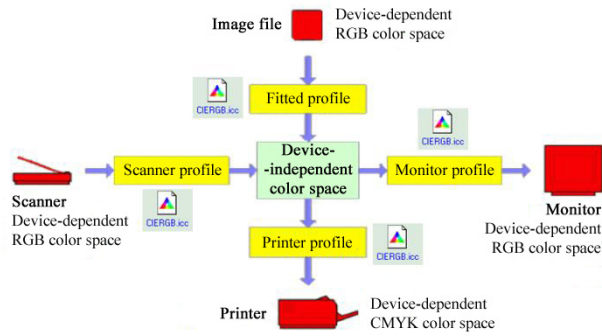 Image file
Device-dependent
RGB color space
CIERGB.icc
Fitted profile
CIERGB.icc
Scanner profile
Device-
-independent
color space
Monitor profile
Scanner
Device-dependent
RGB color space
CIERGB.icc
Monitor
Device-dependent
RGB color space
Printer profile
CIERGB.icc
Printer
Device-dependent
CMYK color space